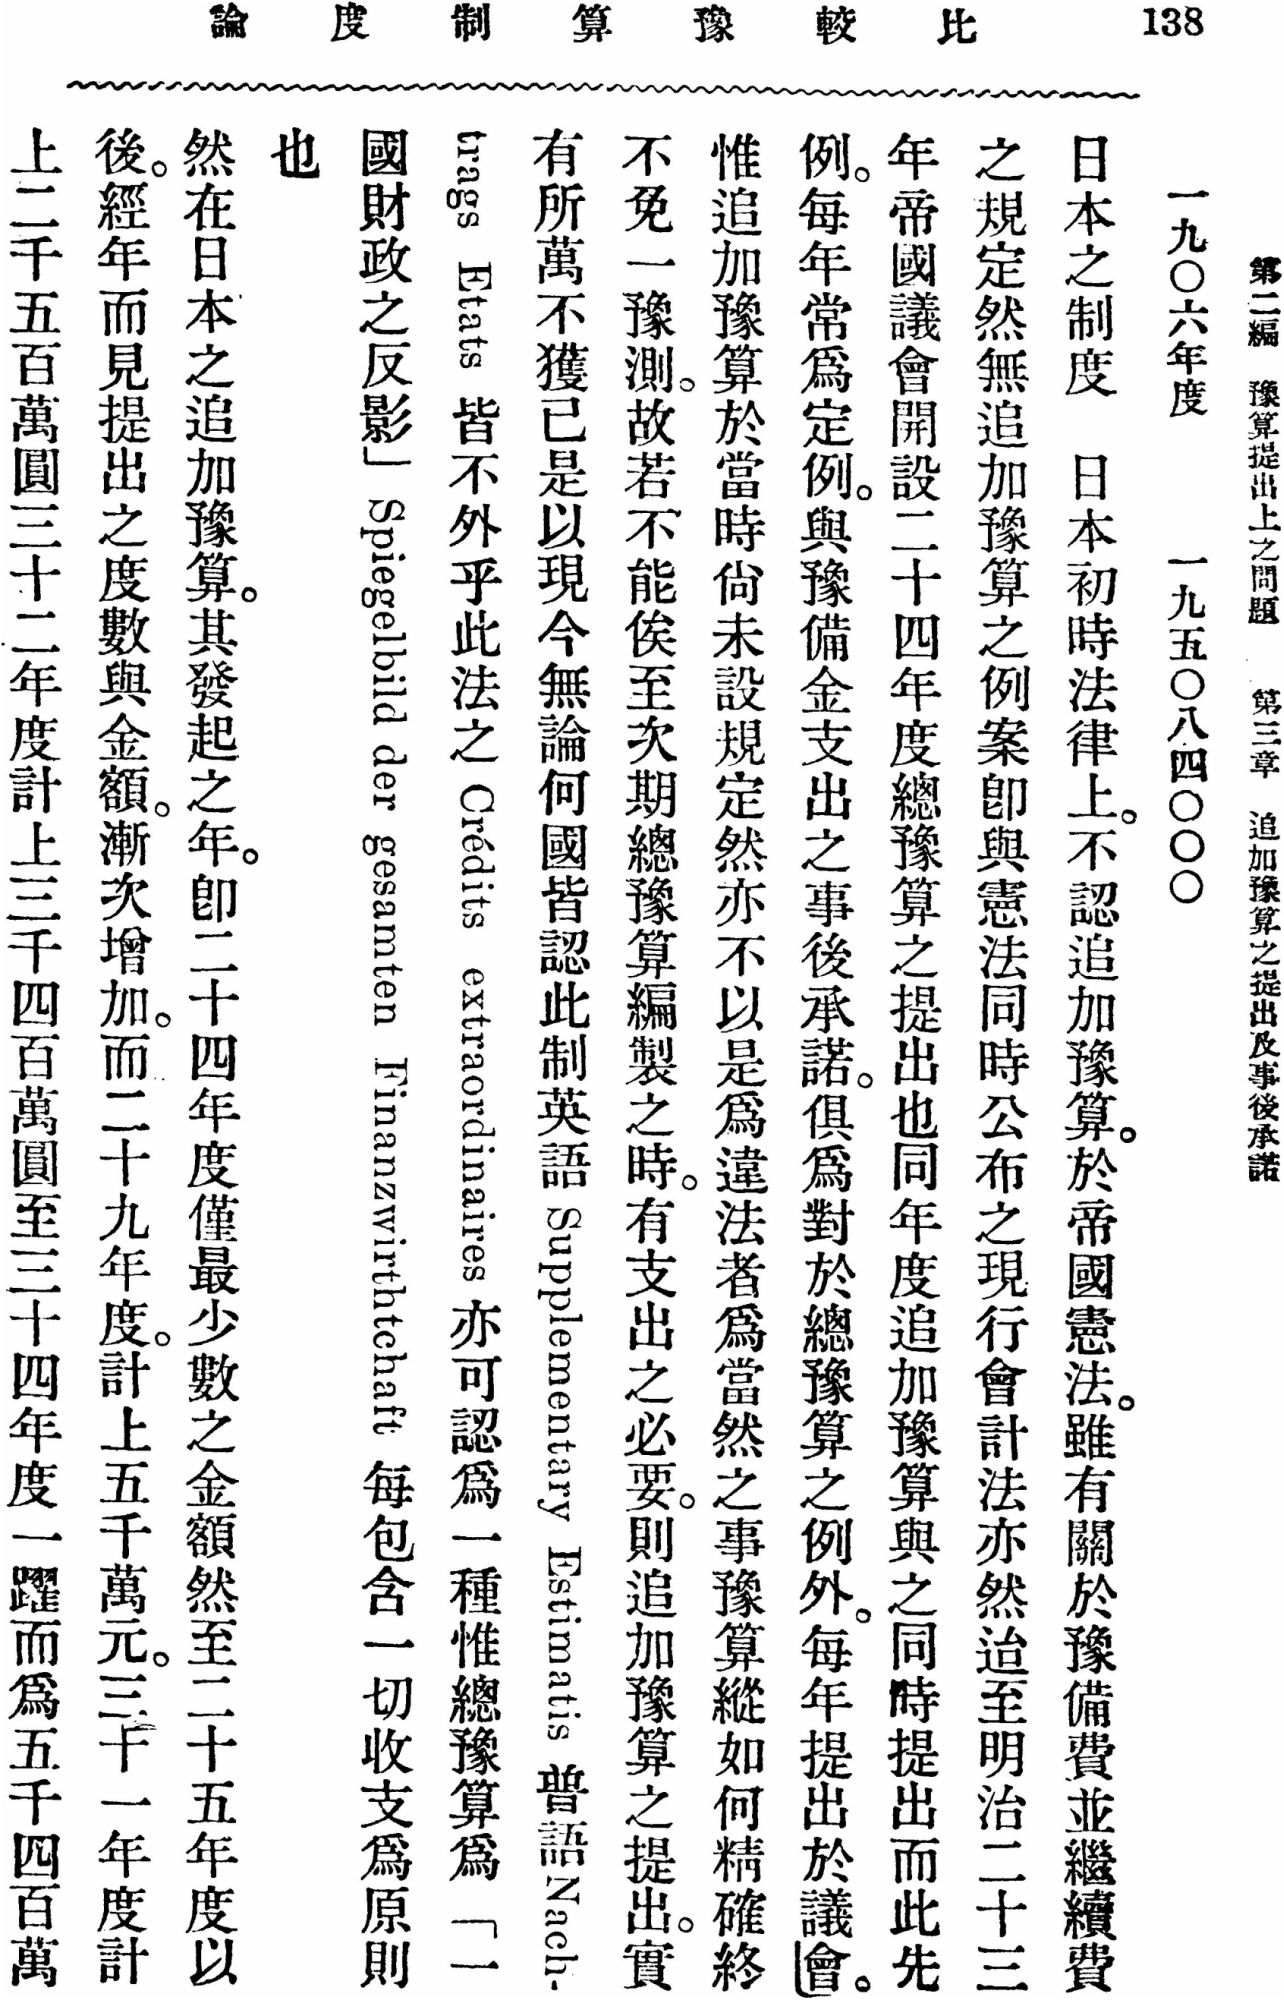 138
論度制算豫較比
第二編　豫算提出上之問題　第三章　追加豫算之提出及事後承諾
一九〇六年度　一九五〇八四〇〇〇
日本之制度　日本初時法律上。不認追加豫算。於帝國憲法。雖有關於豫備費並繼續費
之規定然無追加豫算之例案卽與憲法同時公布之現行會計法亦然迨至明治二十三
年帝國議會開設二十四年度總豫算之提出也同年度追加豫算與之同時提出而此先
例。每年常爲定例。與豫備金支出之事後承諾。俱爲對於總豫算之例外。每年提出於議會。
惟追加豫算於當時尙未設規定然亦不以是爲違法者爲當然之事豫算縱如何精確終
不免一豫測。故若不能俟至次期總豫算編製之時。有支出之必要。則追加豫算之提出。實
有所萬不獲已是以現今無論何國皆認此制英語 Supplementary Estimatis 普語Nach-
trags Etats 皆不外乎此法之 Crédits extraordinaires 亦可認爲一種惟總豫算爲「一
國財政之反影」Spiegelbild der gesamten Finanzwirthtchaft 每包含一切收支爲原則
也
然在日本之追加豫算。其發起之年。卽二十四年度僅最少數之金額然至二十五年度以
後。經年而見提出之度數與金額。漸次增加。而二十九年度。計上五千萬元。三十一年度計
上二千五百萬圓三十二年度計上三千四百萬圓至三十四年度一躍而爲五千四百萬